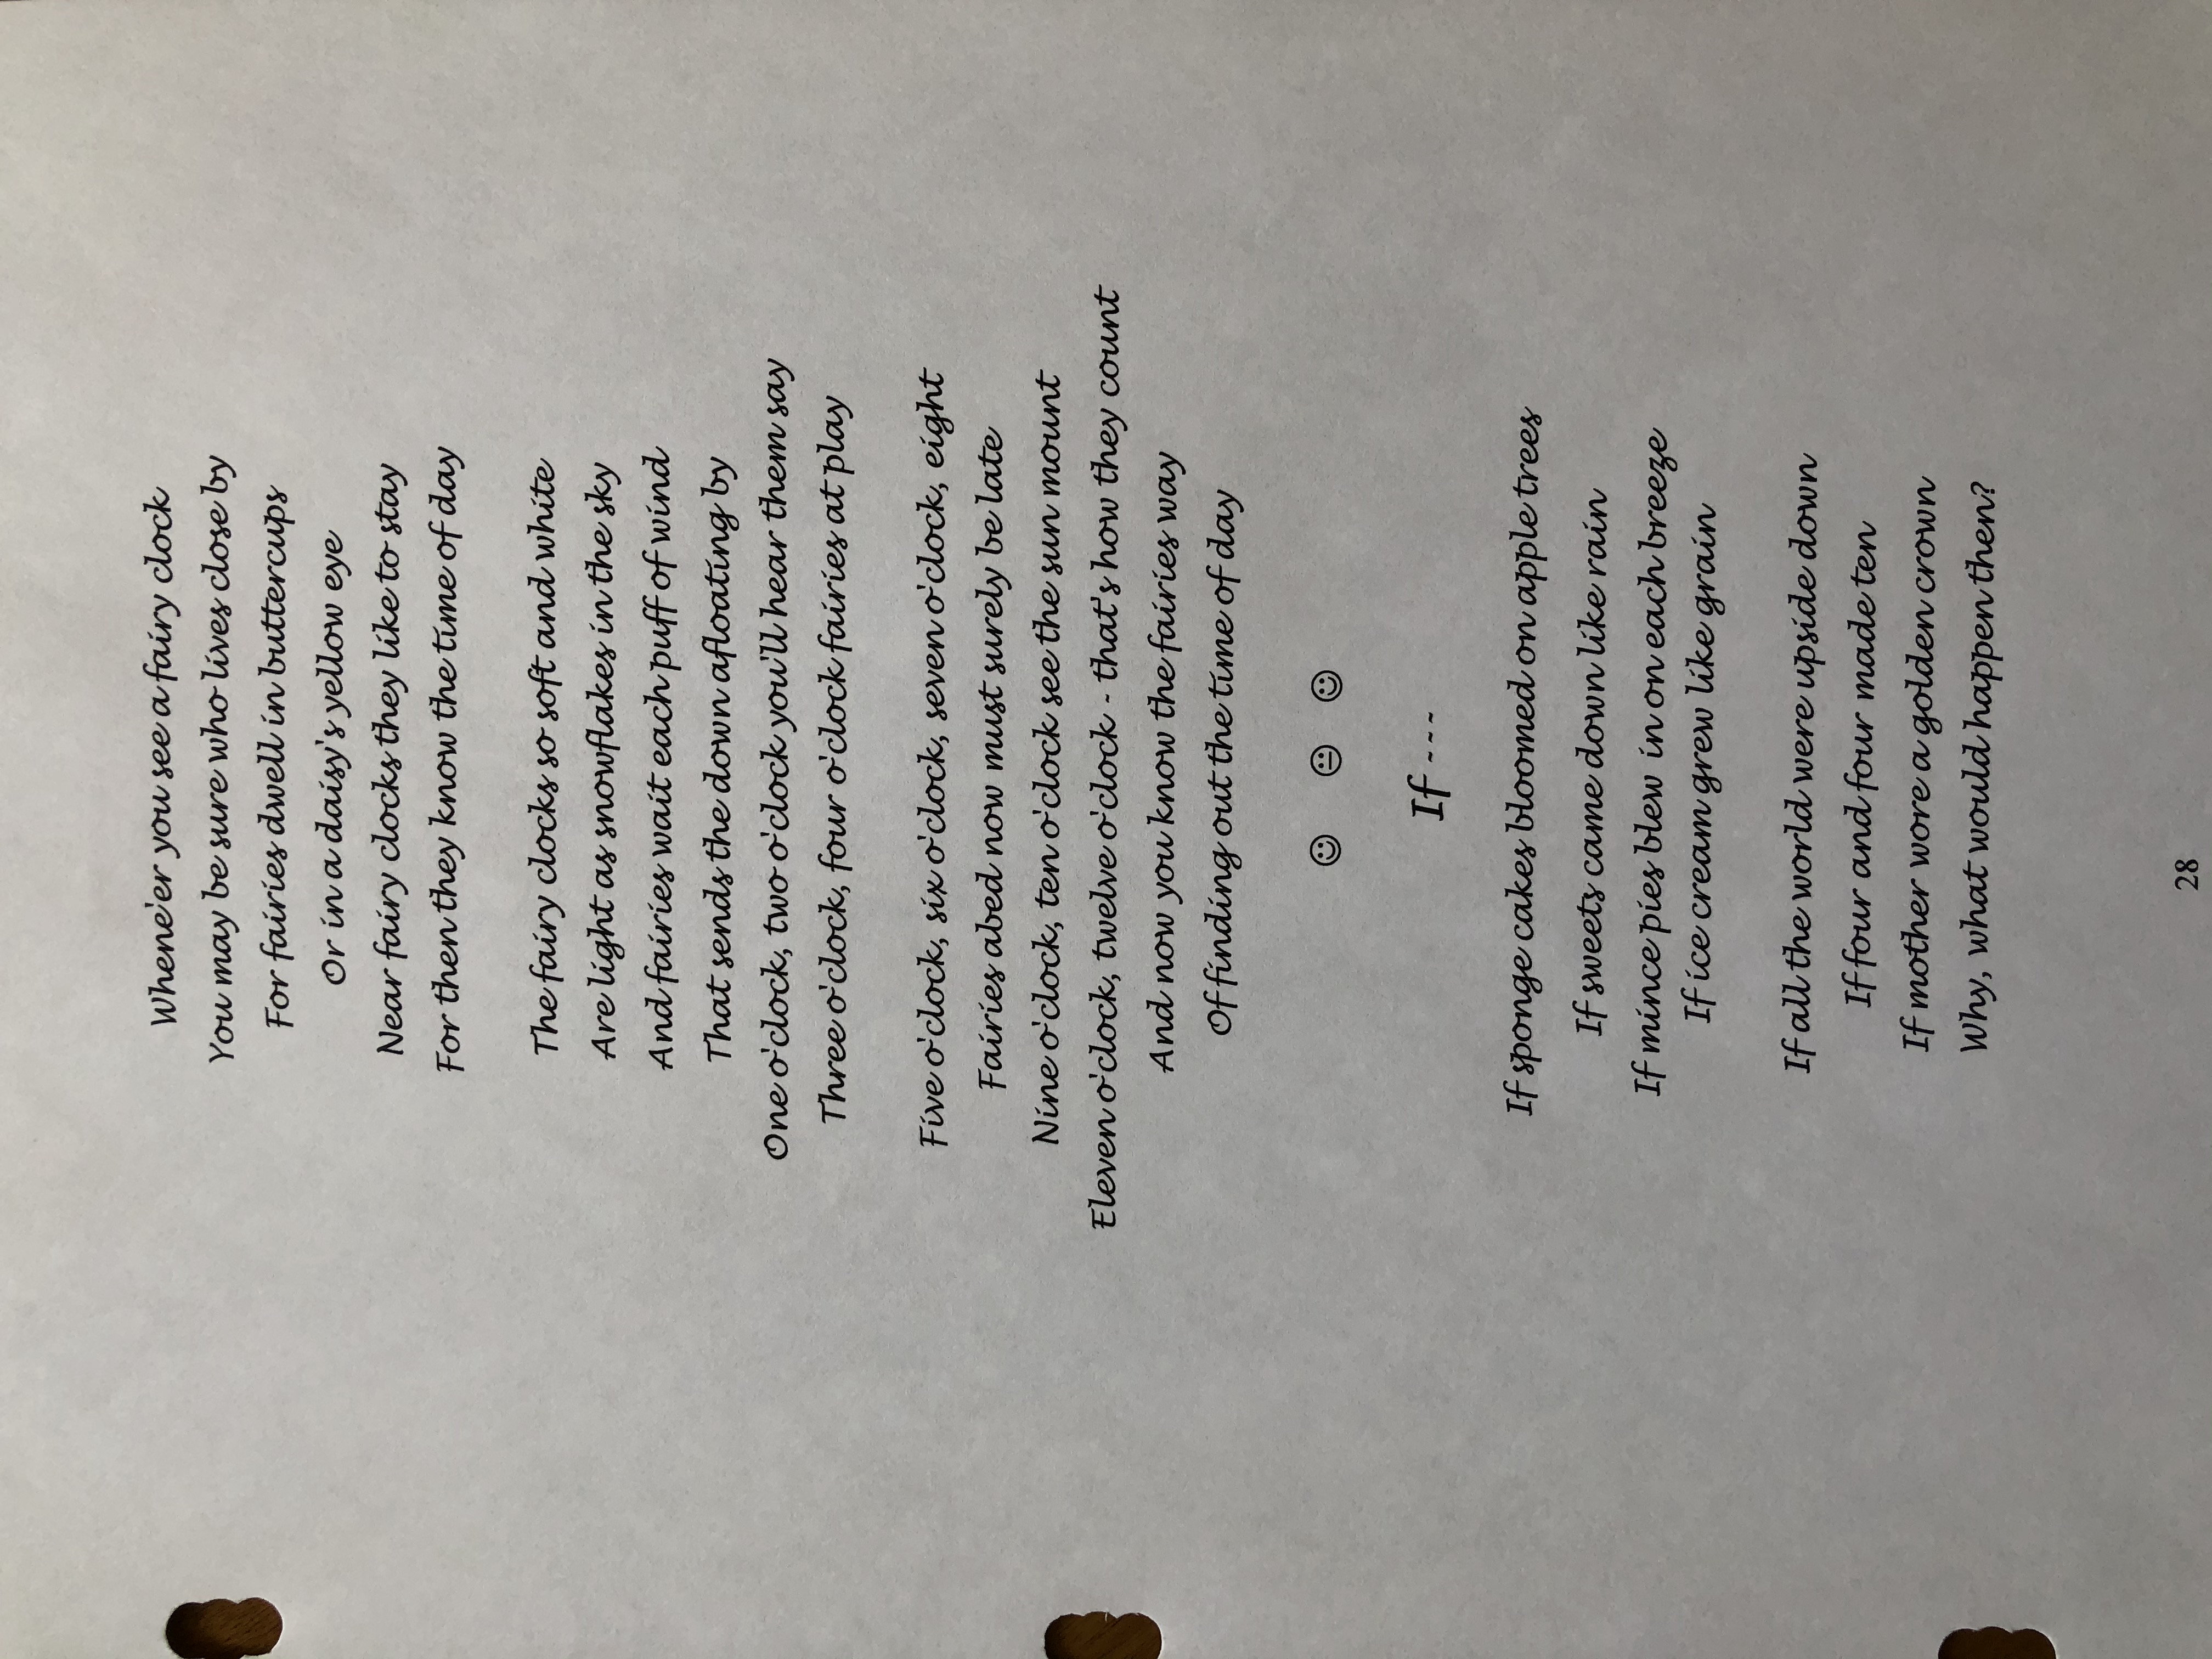 Whene'er you see a fairy clock
You may be sure who lives close by
For fairies dwell in buttercups
Or in a daisy's yellow eye
Near fairy clocks they like to stay
For then they know the time of day
The fairy clocks so soft and white
Are light as snowflakes in the sky
And fairies wait each puff of wind
That sends the down afloating by
One o'clock, two o'clock you'll hear them say
Three o'clock, four o'clock fairies at play
Five o'clock, six o'clock, seven o'clock, eight
Fairies abed now must surely be late
Nine o'clock, ten o'clock see the sun mount
Eleven o'clock, twelve o'clock - that's how they count
And now you know the fairies way
Of finding out the time of day
☺ 😐 ☺
If ---
If sponge cakes bloomed on apple trees
If sweets came down like rain
If mince pies blew in on each breeze
If ice cream grew like grain
If all the world were upside down
If four and four made ten
If mother wore a golden crown
Why, what would happen then?
28